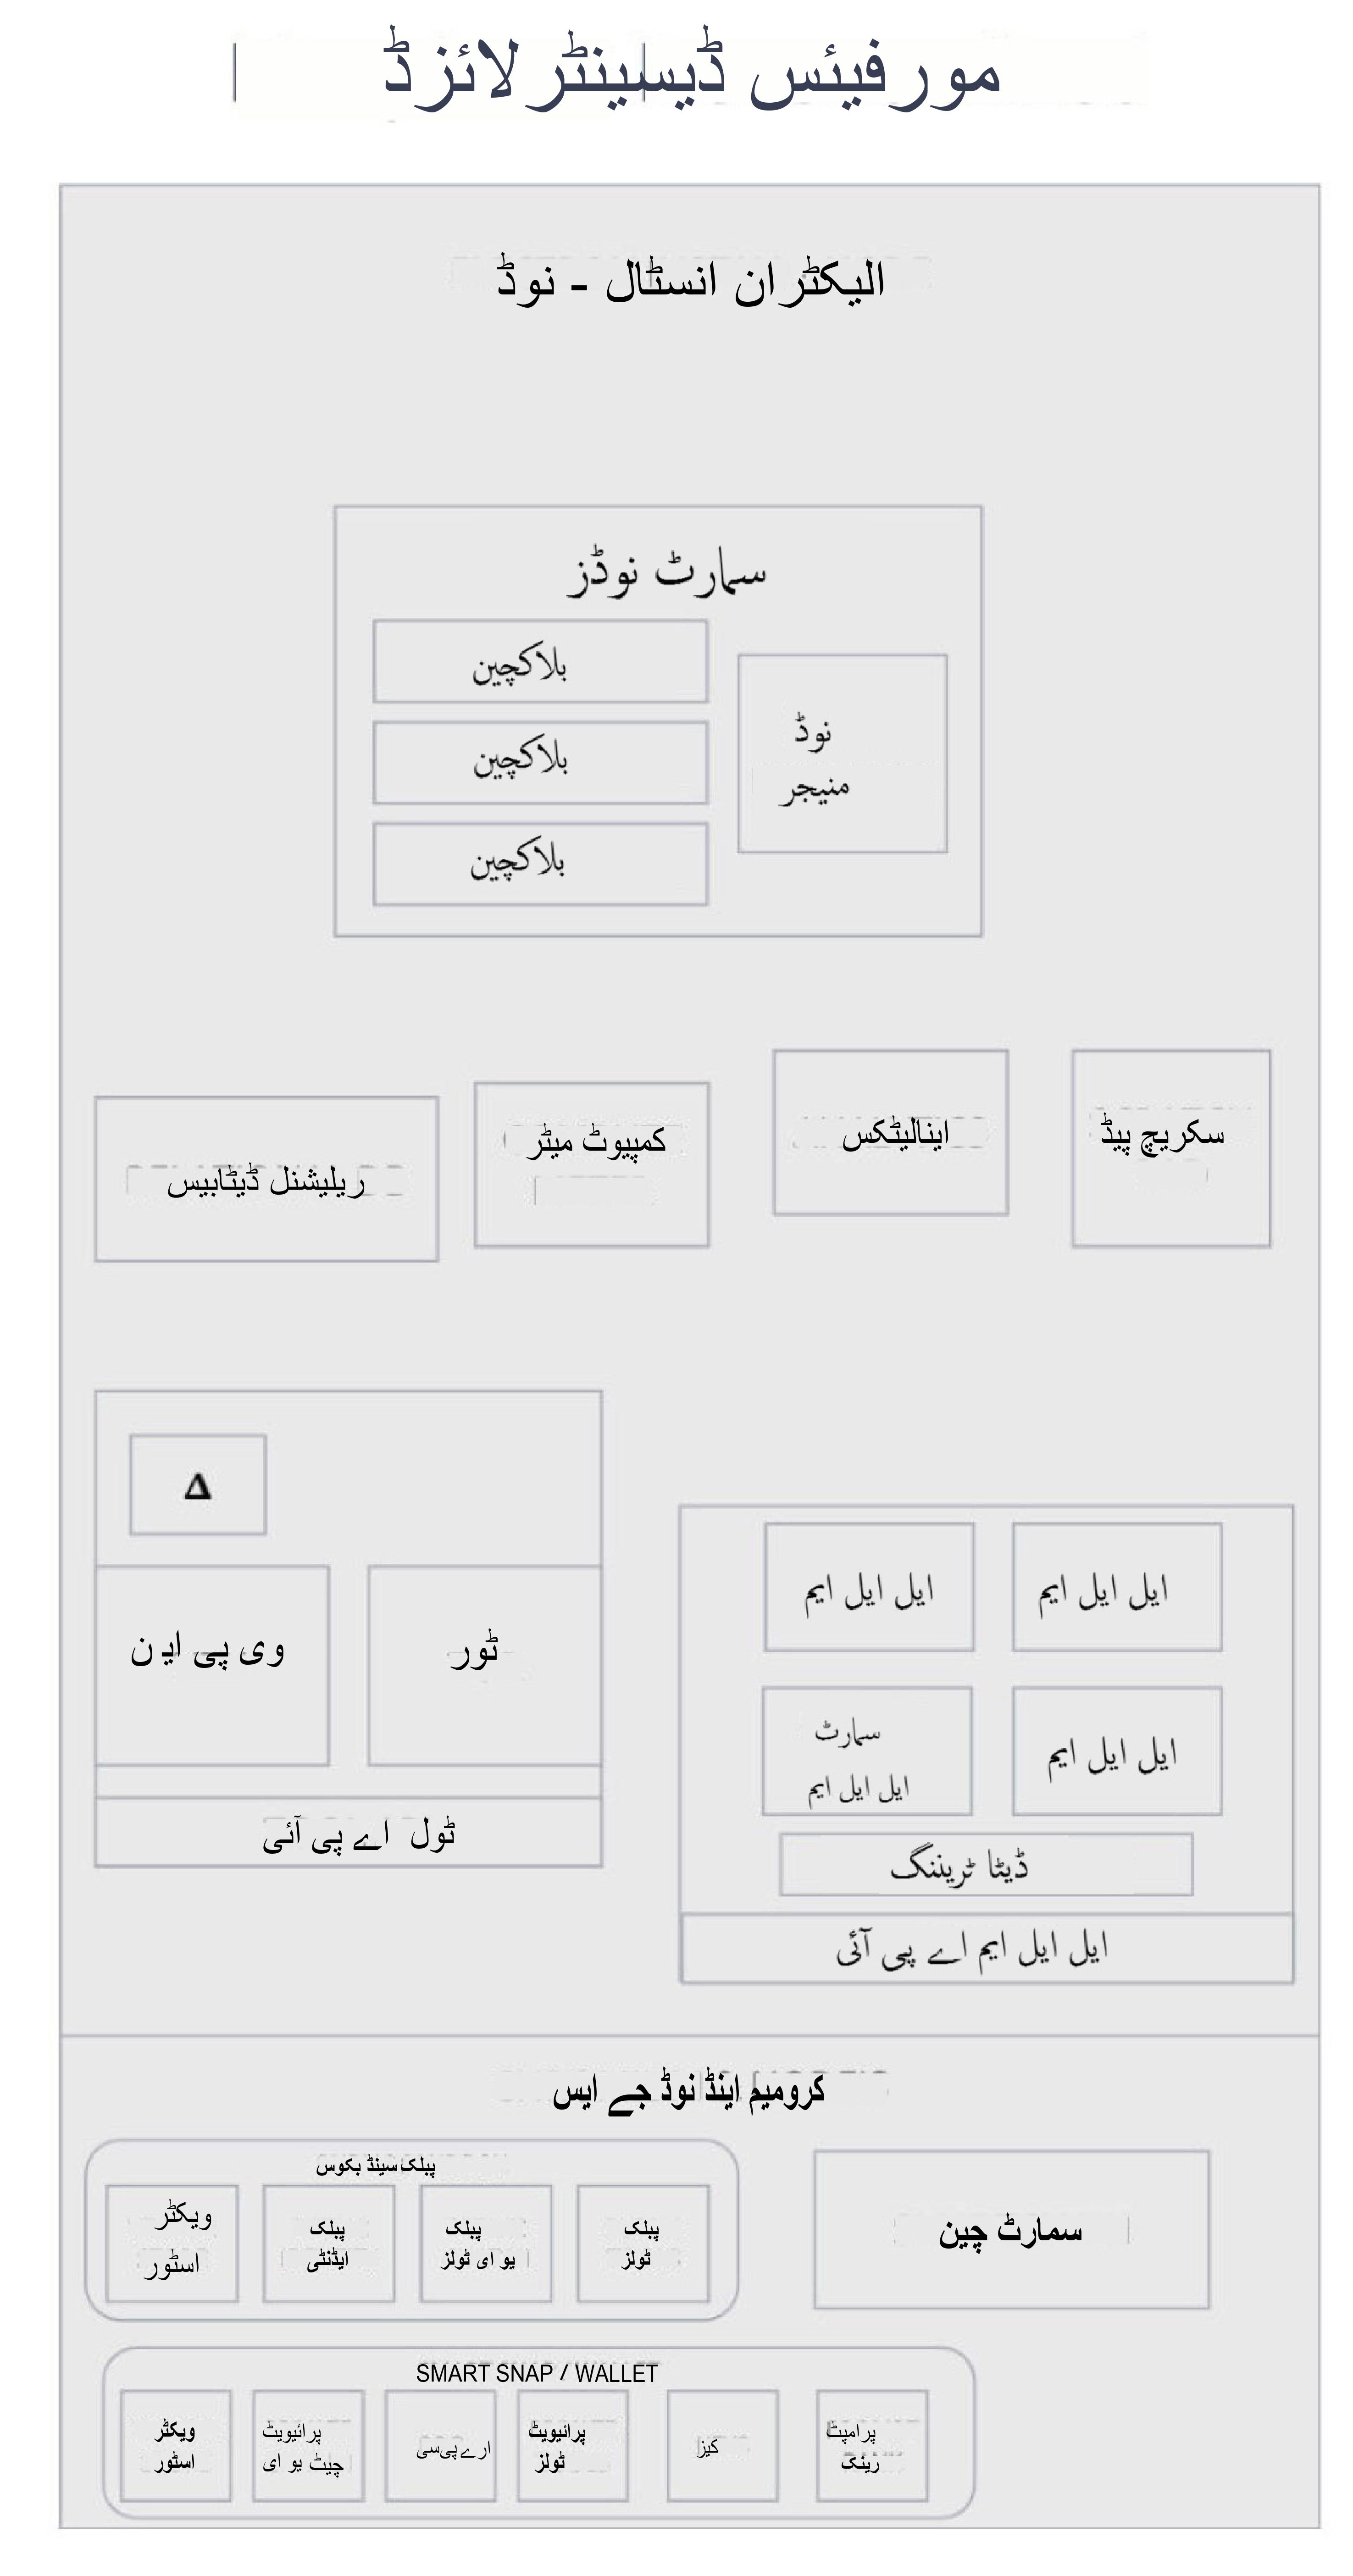 مورفیئس ڈیسینٹرلائزڈ
الیکٹران انسٹال - نوڈ
سمارٹ نوڈز
بلاکچین
بلاکچین
بلاکچین
نوڈ
منیجر
سکریچ پیڈ
اینالیٹکس
کمپیوٹ میٹر
ریلیشنل ڈیٹابیس
Δ
ٹور
وی پی این
ٹول اے پی آئی
ایل ایل ایم
ایل ایل ایم
ایل ایل ایم
سمارٹ
ایل ایل ایم
ڈیٹا ٹریننگ
ایل ایل ایم اے پی آئی
کرومیم اینڈ نوڈ جے ایس
سمارٹ چین
پبلک سینڈ بکوس
پبلک
ٹولز
پبلک
یو ای ٹولز
پبلک
ایڈنٹی
ویکٹر
اسٹور
SMART SNAP / WALLET
پرامپٹ
رینک
کیز
پرائیویٹ
ٹولز
ارے پی سی
پرائیویٹ
چیٹ یو ای
ویکٹر
اسٹور